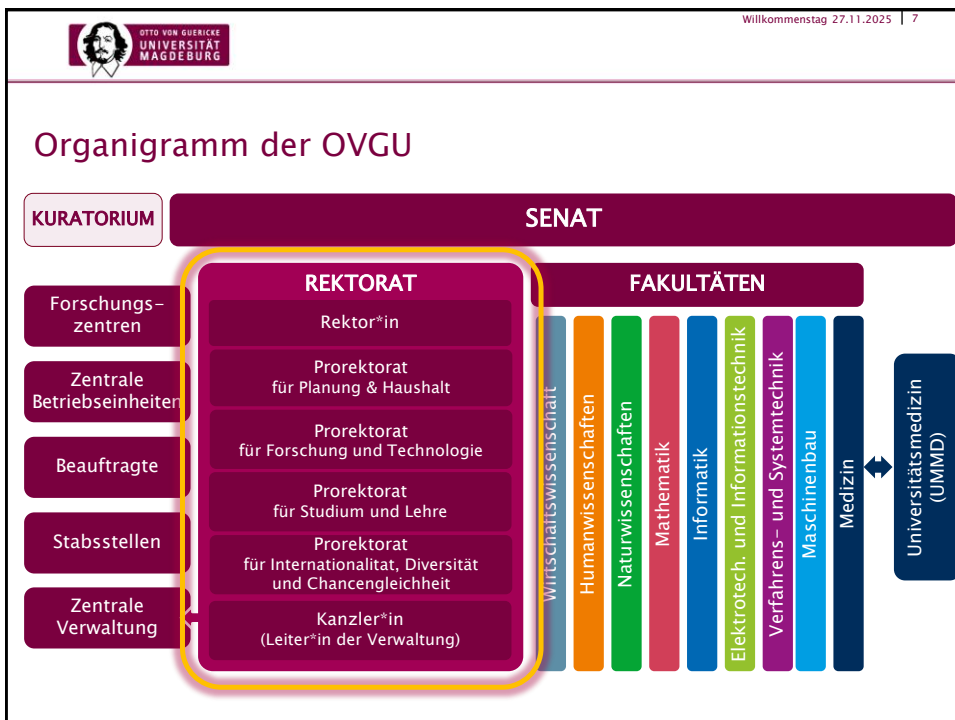 Willkommenstag 27.11.2025 | 7
OTTO VON GUERICKE
UNIVERSITÄT
MAGDEBURG
Organigramm der OVGU
KURATORIUM
SENAT
Forschungs-
zentren
Zentrale
Betriebseinheiten
Beauftragte
Stabsstellen
Zentrale
Verwaltung
REKTORAT
Rektor*in
Prorektorat
für Planung & Haushalt
Prorektorat
für Forschung und Technologie
Prorektorat
für Studium und Lehre
Prorektorat
für Internationalitat, Diversität
und Chancengleichheit
Kanzler*in
(Leiter*in der Verwaltung)
FAKULTÄTEN
Wirtschaftswissenschaft
Humanwissenschaften
Naturwissenschaften
Mathematik
Informatik
Elektrotech. und Informationstechnik
Verfahrens- und Systemtechnik
Maschinenbau
Medizin
Universitätsmedizin
(UMMD)